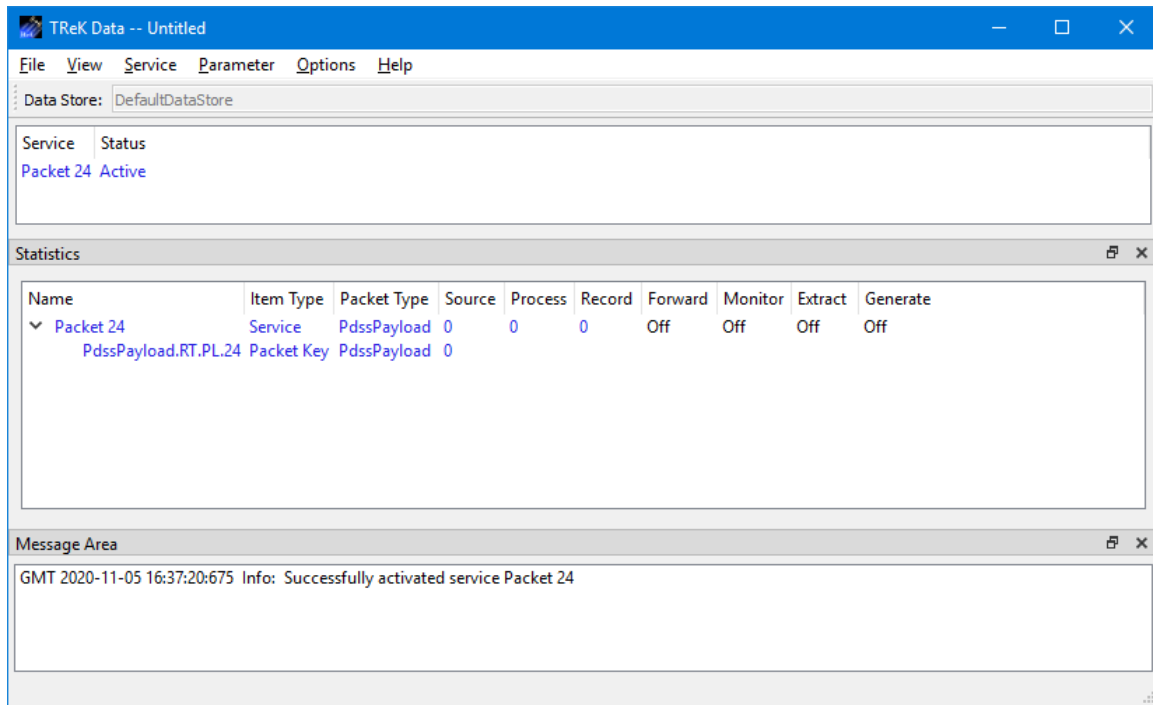 TReK Data -- Untitled
File View Service Parameter Options Help
Data Store: DefaultDataStore
Service Status
Packet 24 Active
Statistics
Name Item Type Packet Type Source Process Record Forward Monitor Extract Generate
Packet 24 Service PdssPayload 0 0 0 Off Off Off Off
PdssPayload.RT.PL.24 Packet Key PdssPayload 0
Message Area
GMT 2020-11-05 16:37:20:675 Info: Successfully activated service Packet 24